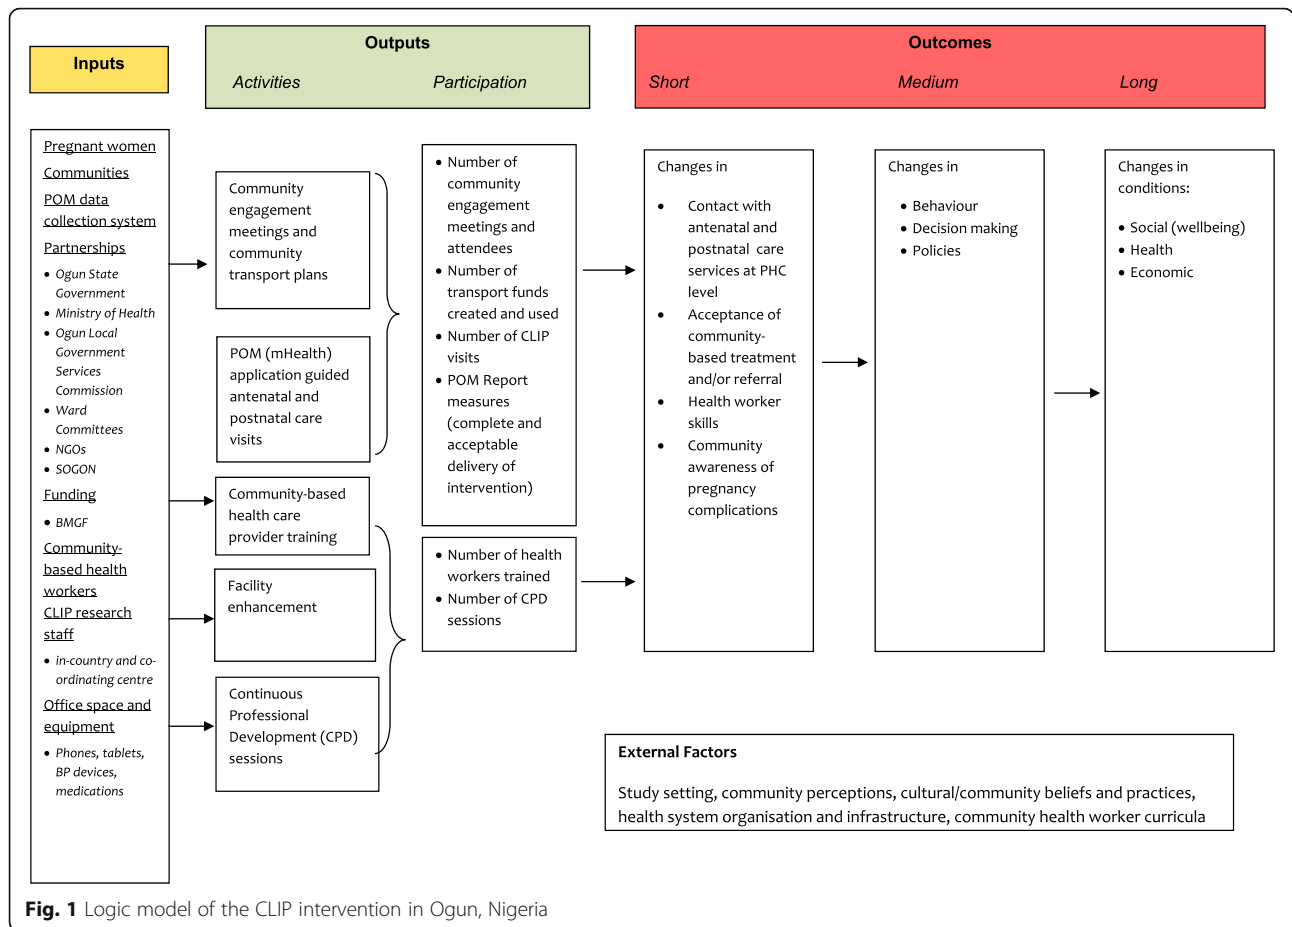 Inputs
Outputs
Activities
Participation
Outcomes
Short
Medium
Long
Pregnant women
Communities
POM data
collection system
Partnerships
• Ogun State
Government
• Ministry of Health
• Ogun Local
Government
Services
Commission
• Ward
Committees
• NGOs
• SOGON
Funding
• BMGF
Community-
based health
workers
CLIP research
staff
• in-country and co-
ordinating centre
Office space and
equipment
• Phones, tablets,
BP devices,
medications
Community
engagement
meetings and
community
transport plans
POM (mHealth)
application guided
antenatal and
postnatal care
visits
Community-based
health care
provider training
Facility
enhancement
Continuous
Professional
Development (CPD)
sessions
• Number of
community
engagement
meetings and
attendees
• Number of
transport funds
created and used
• Number of CLIP
visits
• POM Report
measures
(complete and
acceptable
delivery of
intervention)
• Number of health
workers trained
• Number of CPD
sessions
Changes in
• Contact with
antenatal and
postnatal care
services at PHC
level
• Acceptance of
community-
based treatment
and/or referral
• Health worker
skills
• Community
awareness of
pregnancy
complications
Changes in
• Behaviour
• Decision making
• Policies
Changes in
conditions:
• Social (wellbeing)
• Health
• Economic
External Factors
Study setting, community perceptions, cultural/community beliefs and practices,
health system organisation and infrastructure, community health worker curricula
Fig. 1 Logic model of the CLIP intervention in Ogun, Nigeria